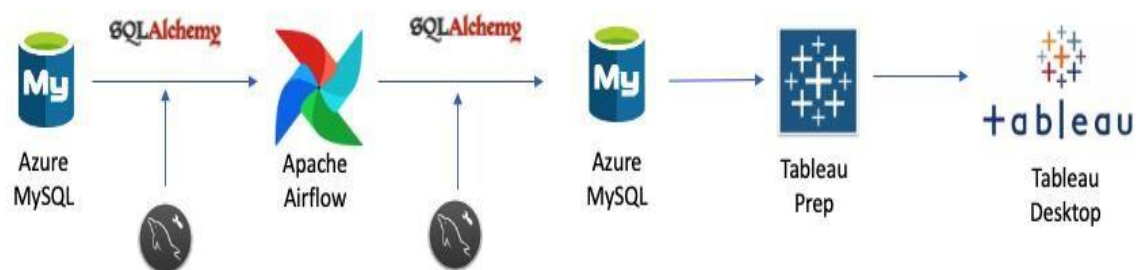 SQLAlchemy
SQLAlchemy
My
My
+ableau
Azure
MySQL
Apache
Airflow
Azure
MySQL
Tableau
Prep
Tableau
Desktop